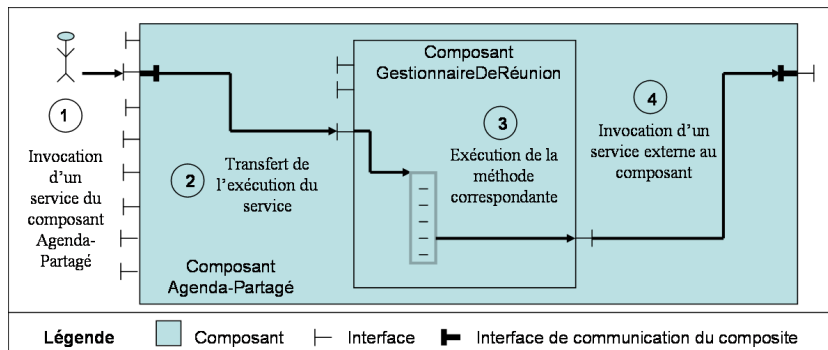 Composant
GestionnaireDeRéunion
1
Invocation
d'un
service du
composant
Agenda-
Partagé
2
Transfert de
l'exécution du
service
3
Exécution de la
méthode
correspondante
4
Invocation d'un
service externe au
composant
Composant
Agenda-Partagé
Légende Composant Interface Interface de communication du composite